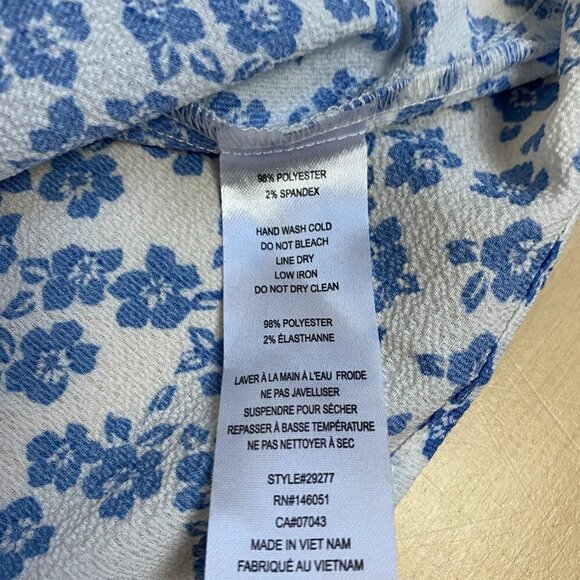 98% POLYESTER
2% SPANDEX
HAND WASH COLD
DO NOT BLEACH
LINE DRY
LOW IRON
DO NOT DRY CLEAN
98% POLYESTER
2% ÉLASTHANNE
LAVER À LA MAIN À L'EAU FROIDE
NE PAS JAVELLISER
SUSPENDRE POUR SÉCHER
REPASSER À BASSE TEMPÉRATURE
NE PAS NETTOYER À SEC
STYLE#29277
RN#146051
CA#07043
MADE IN VIET NAM
FABRIQUÉ AU VIETNAM